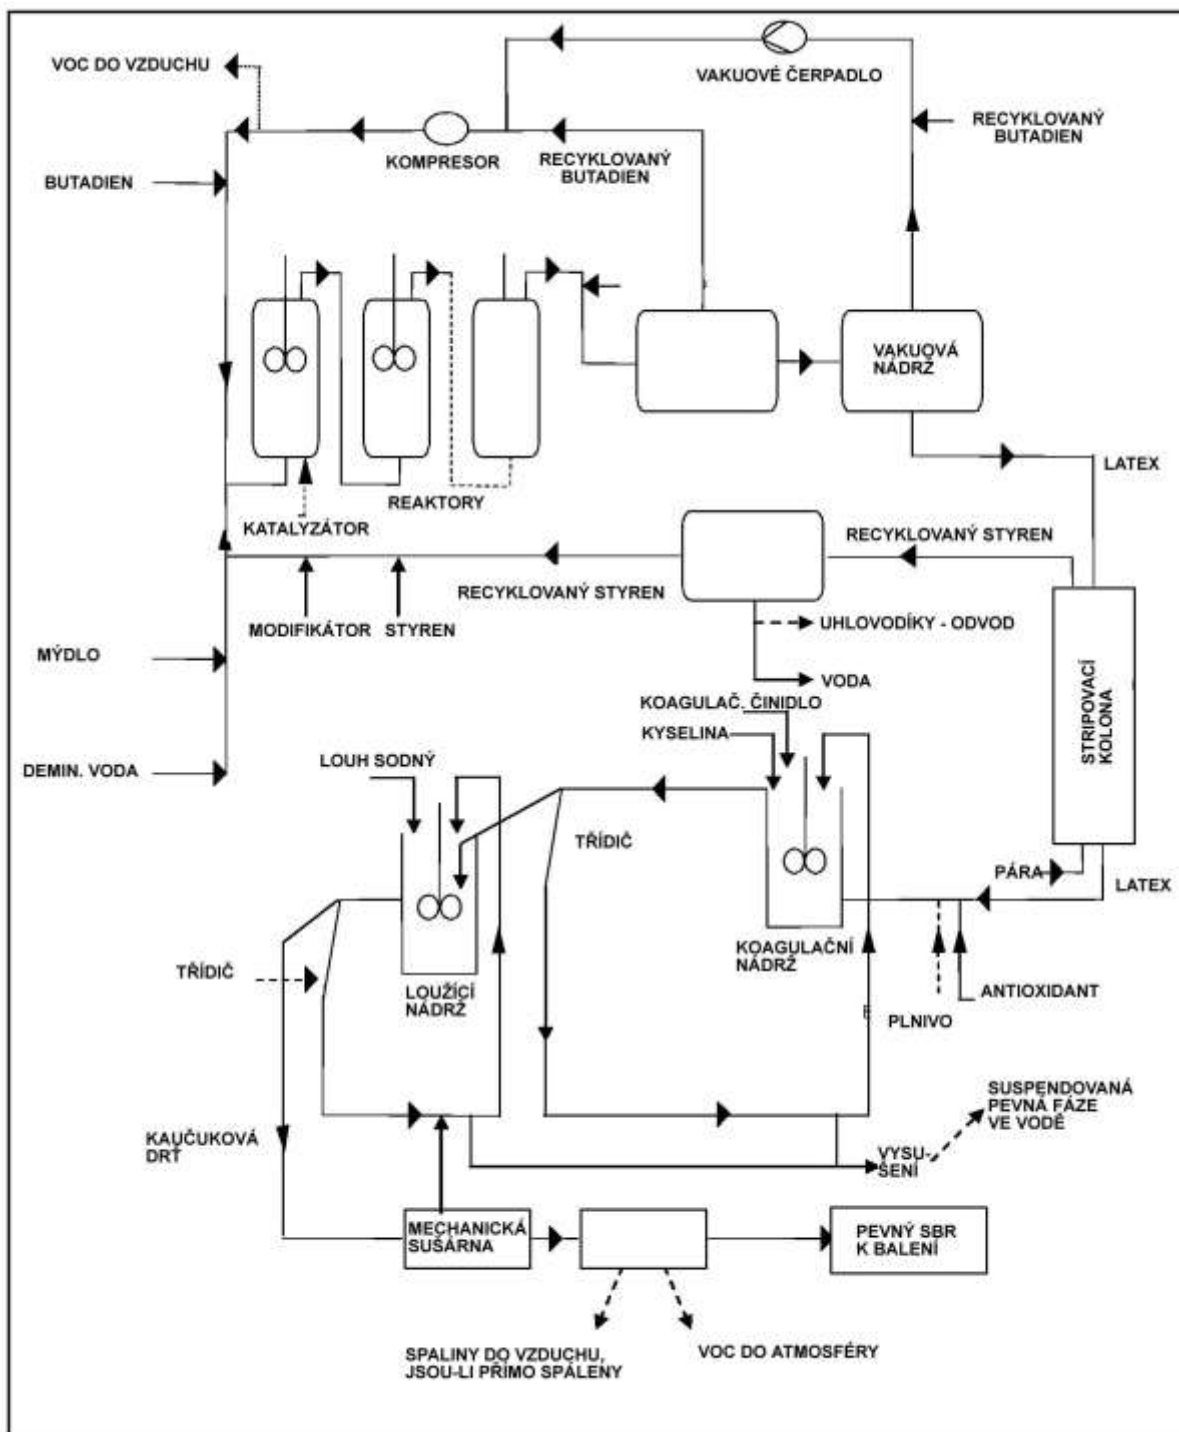 VOC DO VZDUCHU
VAKUOVÉ ČERPADLO
RECYKLOVANÝ
BUTADIEN
KOMPRESOR
RECYKLOVANÝ
BUTADIEN
BUTADIEN
VAKUOVÁ
NÁDRŽ
LATEX
REAKTORY
KATALYZÁTOR
RECYKLOVANÝ STYREN
RECYKLOVANÝ STYREN
MODIFIKÁTOR
STYREN
UHLOVODÍKY - ODVOD
MÝDLO
VODA
KOAGULAČ. ČINIDLO
KYSELINA
STRIPOVACÍ
KOLONA
LOUH SODNÝ
DEMIN. VODA
TŘÍDIČ
PÁRA
LATEX
KOAGULAČNÍ
NÁDRŽ
TŘÍDIČ
LOUŽÍCÍ
NÁDRŽ
ANTIOXIDANT
PLNIVO
E
SUSPENDOVANÁ
PEVNÁ FÁZE
VE VODĚ
KAUČUKOVÁ
DRŤ
VYSU-
ŠENÍ
MECHANICKÁ
SUŠÁRNA
PEVNÝ SBR
K BALENÍ
SPALINY DO VZDUCHU,
JSOU-LI PŘÍMO SPÁLENY
VOC DO ATMOSFÉRY